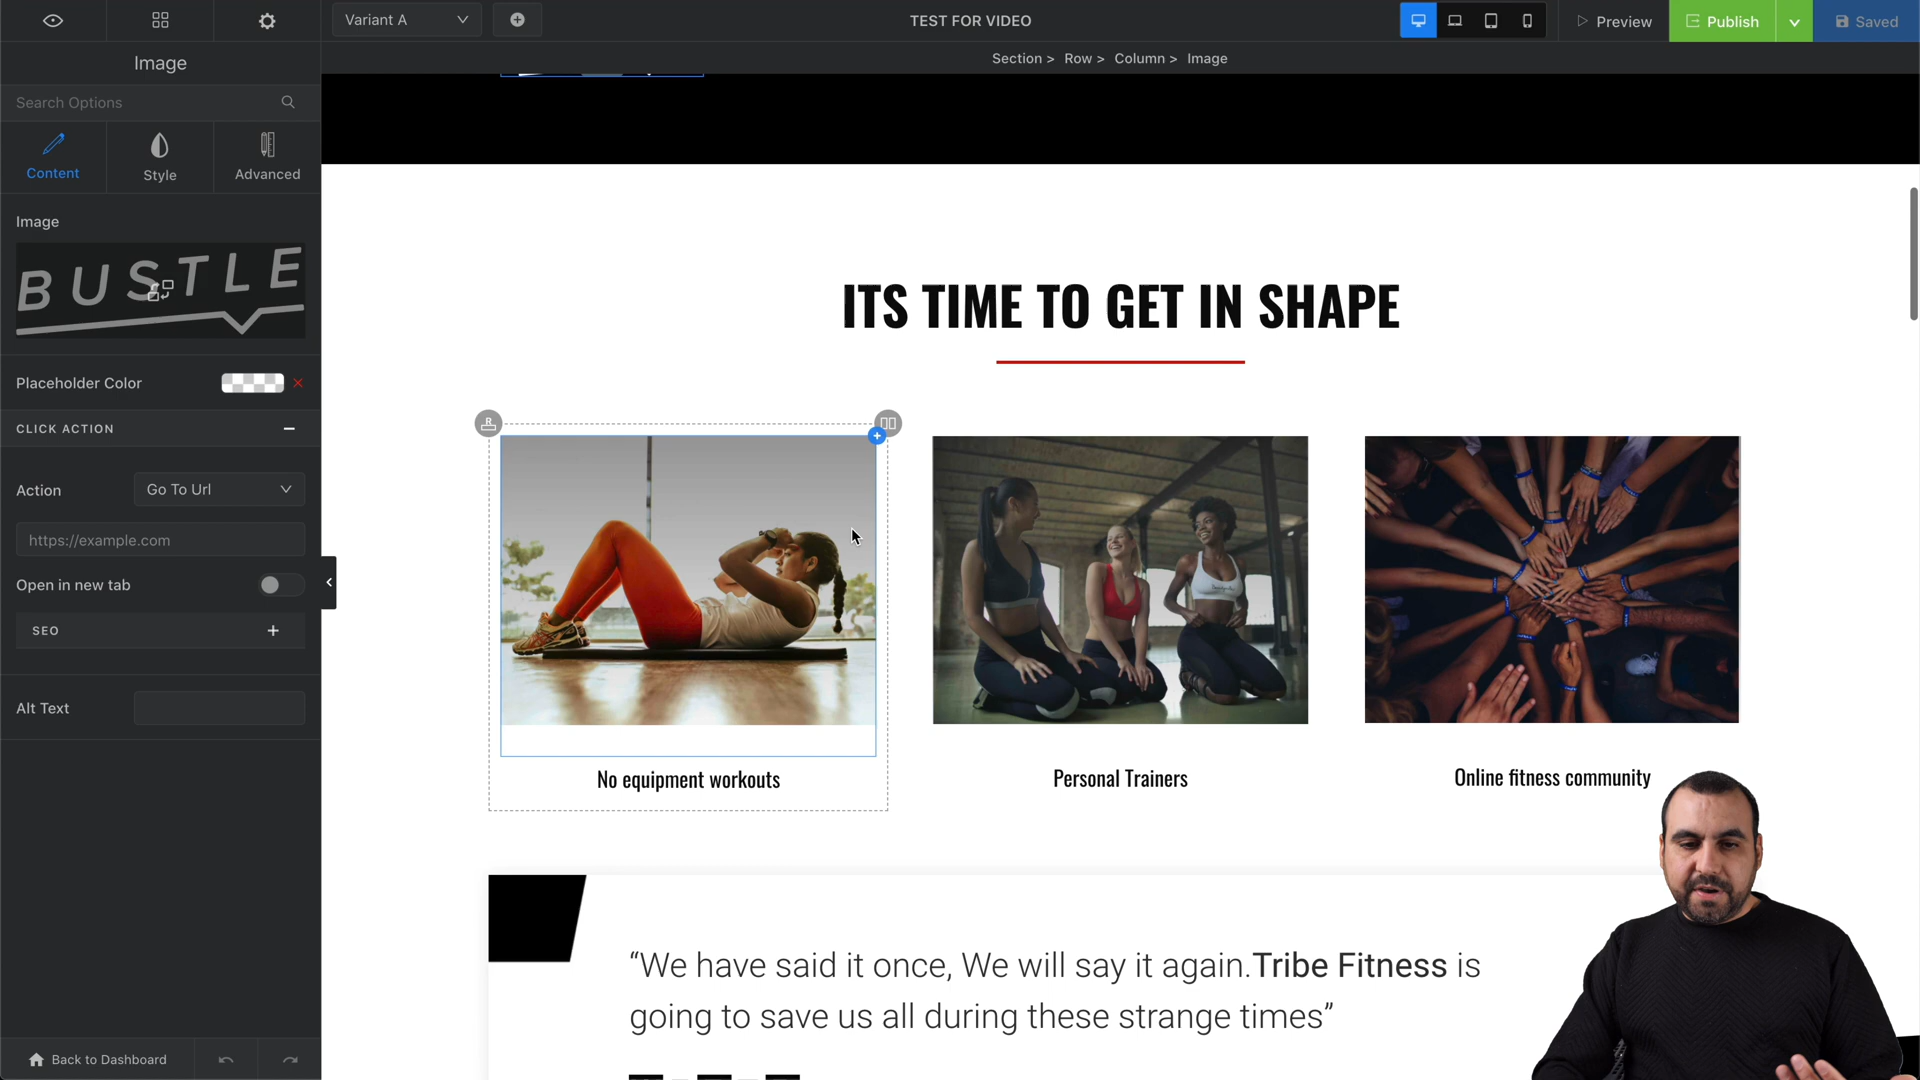 Variant A
TEST FOR VIDEO
Preview
Publish
Saved
Image
Section > Row > Column > Image
Search Options
Content
Style
Advanced
Image
BUSTLE
Placeholder Color
CLICK ACTION
Action
Go To Url
https://example.com
Open in new tab
SEO
Alt Text
Back to Dashboard
ITS TIME TO GET IN SHAPE
R
No equipment workouts
Personal Trainers
Online fitness community
“We have said it once, We will say it again.Tribe Fitness is
going to save us all during these strange times”